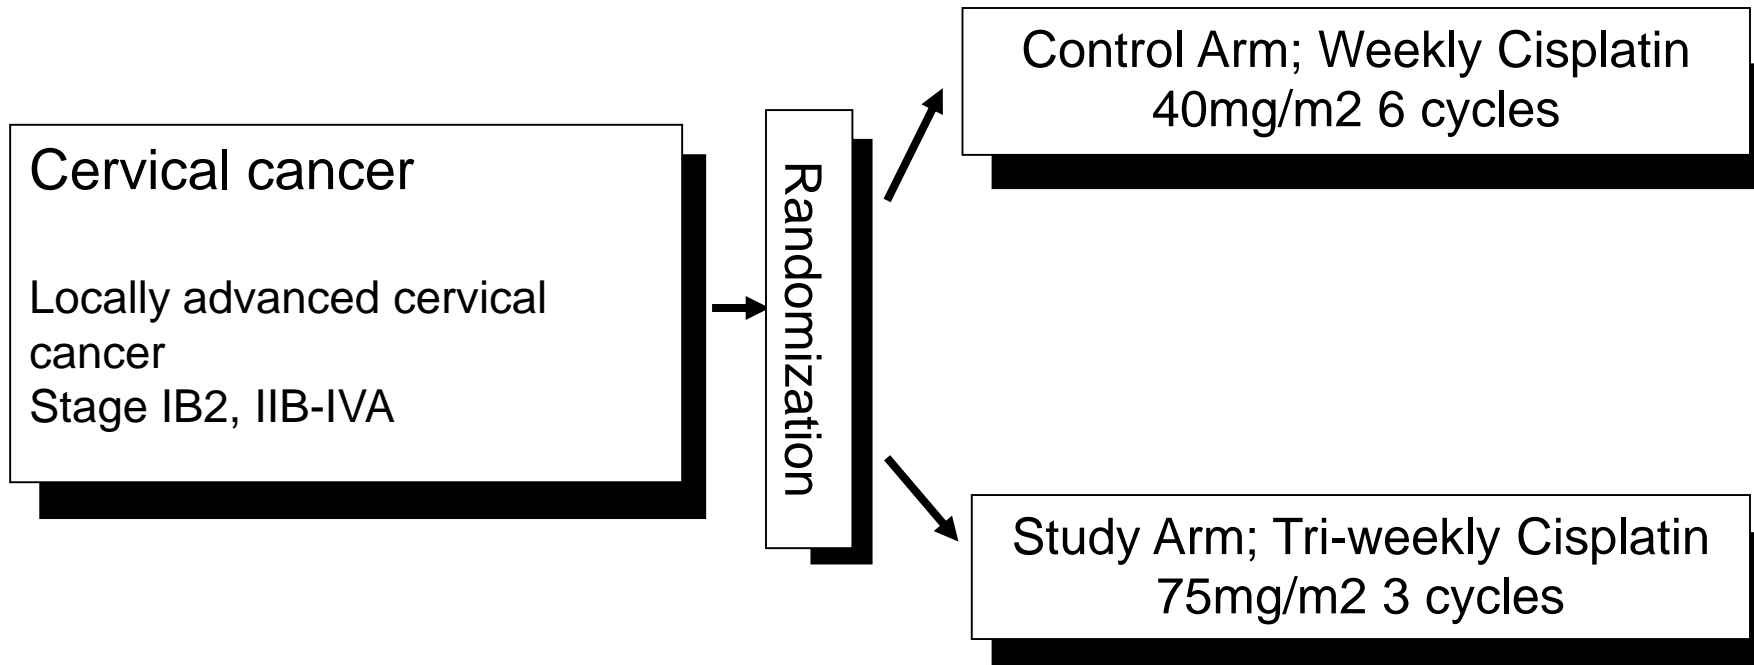 Cervical cancer
Locally advanced cervical
cancer
Stage IB2, IIB-IVA
Randomization
Control Arm; Weekly Cisplatin
40mg/m2 6 cycles
Study Arm; Tri-weekly Cisplatin
75mg/m2 3 cycles